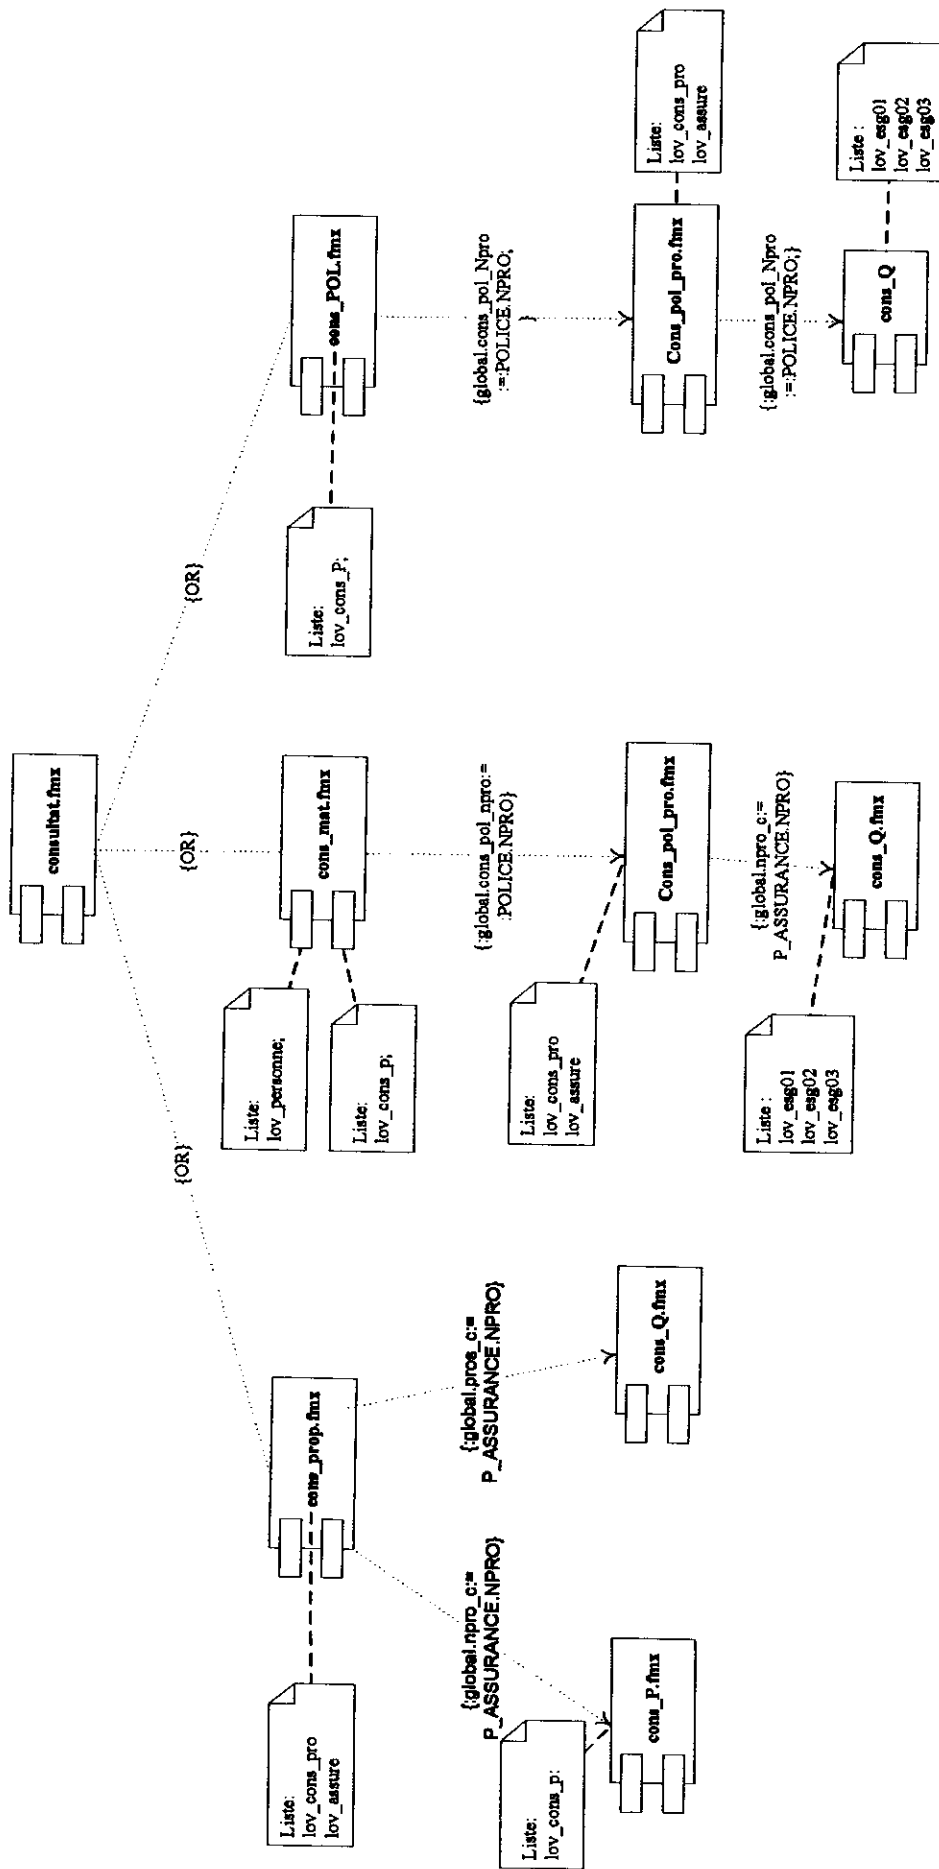 consultat.fmx
{OR}
{OR}
{OR}
Liste:
lov_cons_pro
lov_assure
cons_prop.fmx
Liste:
lov_personne;
Liste:
lov_cons_p;
cons_mat.fmx
Liste:
lov_cons_P;
cons_POL.fmx
{:global.npro_c:=
P_ASSURANCE.NPRO}
{:global.pros_c:=
P_ASSURANCE.NPRO}
{:global.cons_pol_npro:=
:POLICE.NPRO}
{:global.cons_pol_Npro
:=:POLICE.NPRO;
}
Liste:
lov_cons_p:
cons_P.fmx
cons_Q.fmx
Liste:
lov_cons_pro
lov_assure
Cons_pol_pro.fmx
Cons_pol_pro.fmx
Liste:
lov_cons_pro
lov_assure
{:global.npro_c:=
P_ASSURANCE.NPRO}
{:global.cons_pol_Npro
:=:POLICE.NPRO;}
Liste :
lov_esg01
lov_esg02
lov_esg03
cons_Q.fmx
cons_Q
Liste :
lov_esg01
lov_esg02
lov_esg03